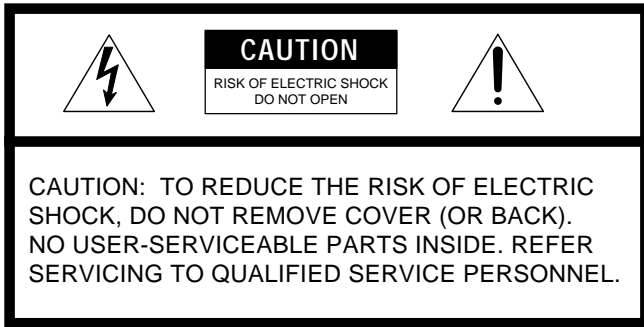 CAUTION
RISK OF ELECTRIC SHOCK
DO NOT OPEN
CAUTION: TO REDUCE THE RISK OF ELECTRIC
SHOCK, DO NOT REMOVE COVER (OR BACK).
NO USER-SERVICEABLE PARTS INSIDE. REFER
SERVICING TO QUALIFIED SERVICE PERSONNEL.